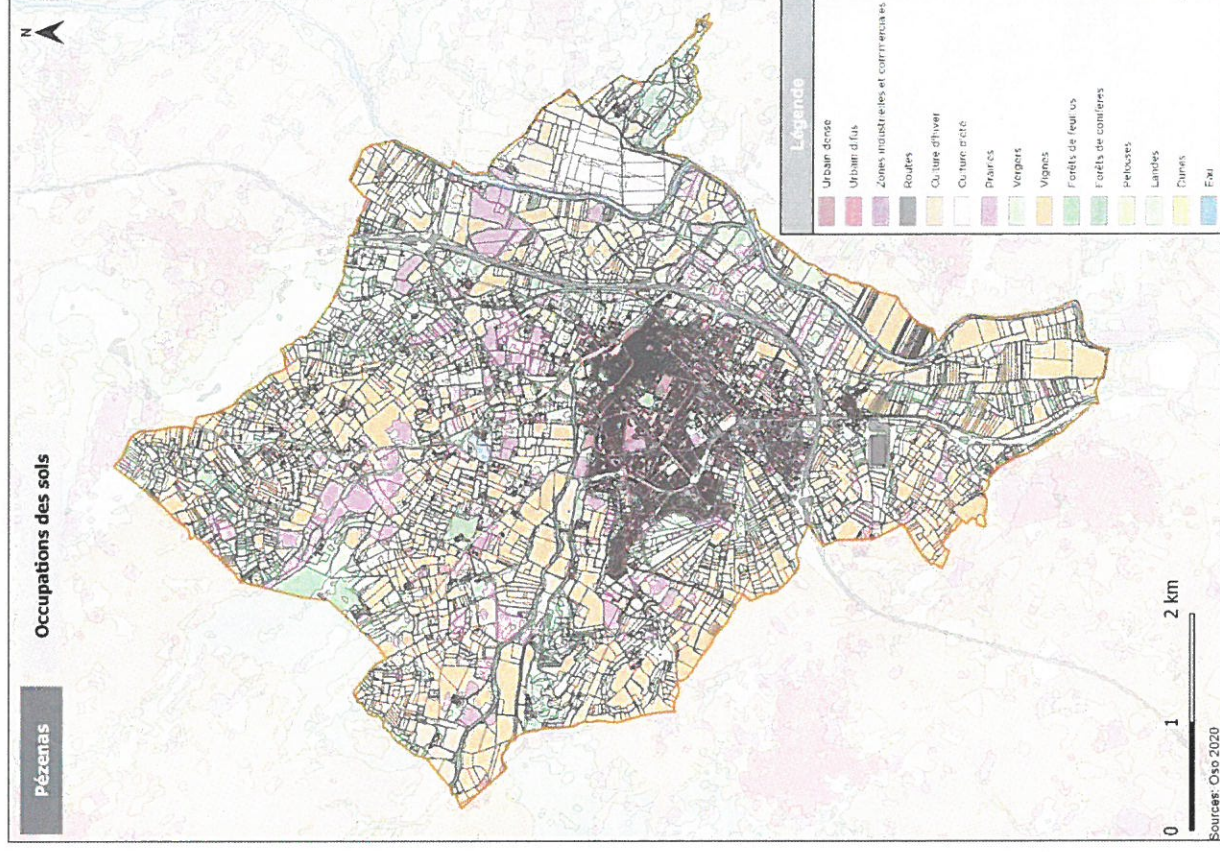 Pézenas
Occupations des sols
N
Légende
Urbain dense
Urbain difus
Zones industrielles et commerciales
Routes
Culture d'hiver
Culture d'été
Prairies
Vergers
Vignes
Forêts de feuillus
Forêts de conifères
Pelouses
Landes
Dunes
Eau
0 1 2 km
Sources: Oso 2020